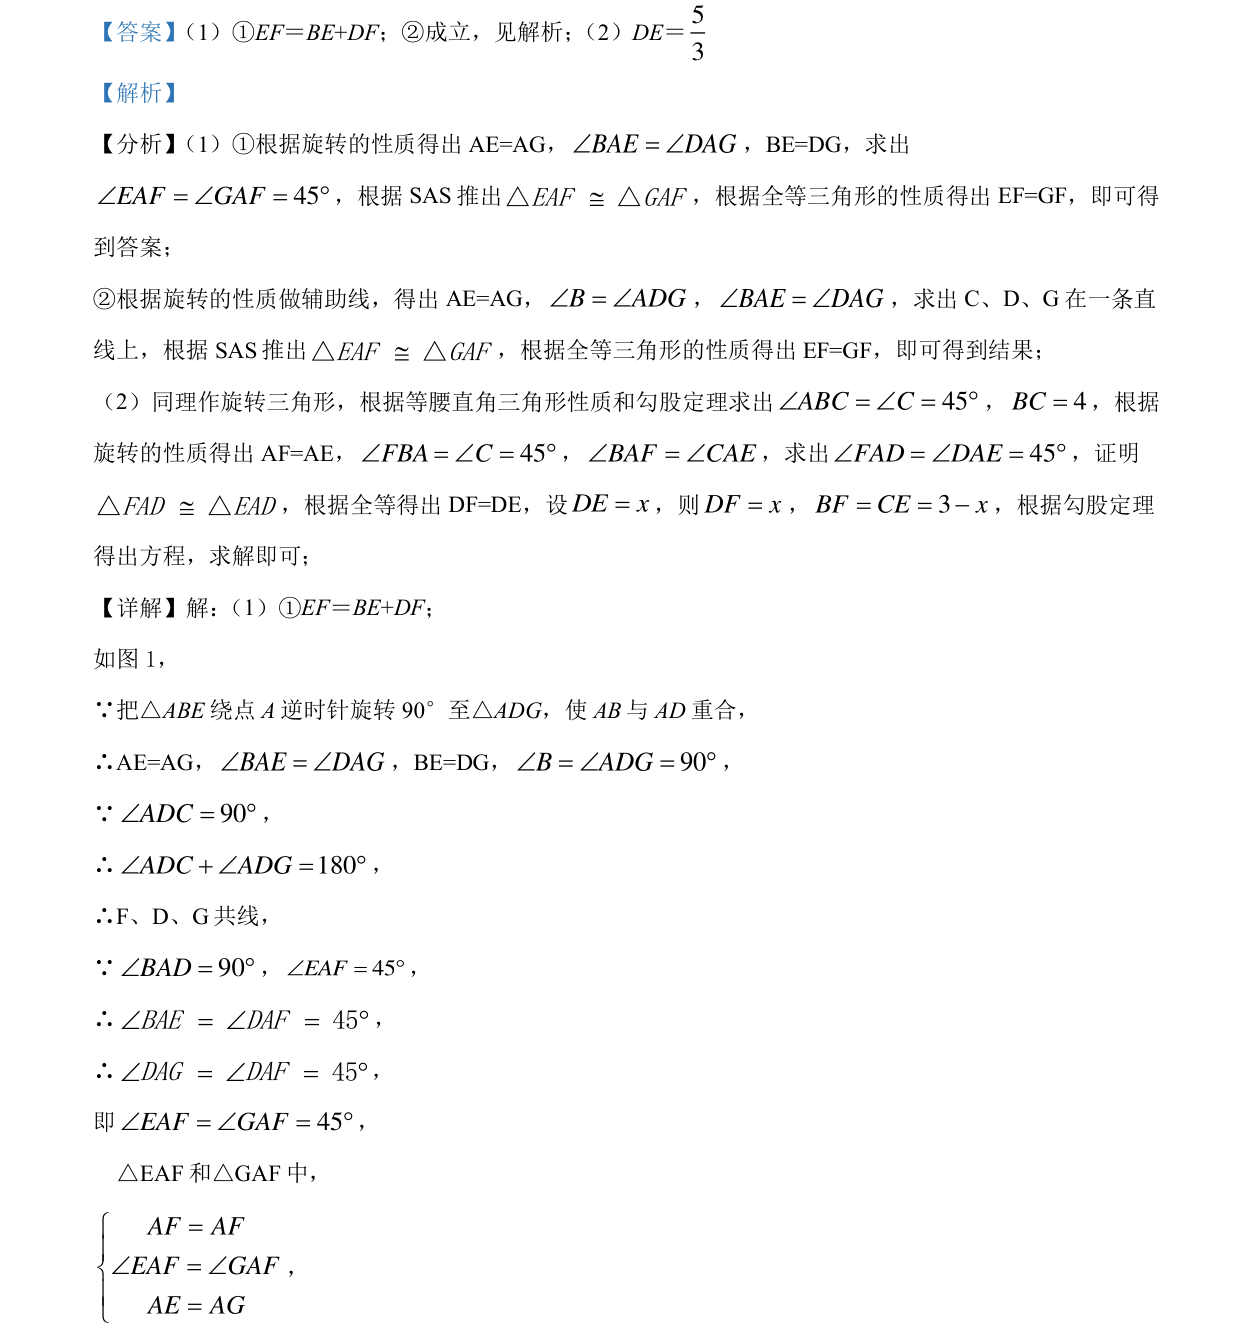 【答案】（1）①EF＝BE+DF；②成立，见解析；（2）DE＝5/3
【解析】
【分析】（1）①根据旋转的性质得出 AE=AG，∠BAE = ∠DAG，BE=DG，求出
∠EAF = ∠GAF = 45°，根据 SAS 推出△EAF ≅ △GAF，根据全等三角形的性质得出 EF=GF，即可得
到答案；
②根据旋转的性质做辅助线，得出 AE=AG，∠B = ∠ADG，∠BAE = ∠DAG，求出 C、D、G 在一条直
线上，根据 SAS 推出△EAF ≅ △GAF，根据全等三角形的性质得出 EF=GF，即可得到结果；
（2）同理作旋转三角形，根据等腰直角三角形性质和勾股定理求出∠ABC = ∠C = 45°，BC = 4，根据
旋转的性质得出 AF=AE，∠FBA = ∠C = 45°，∠BAF = ∠CAE，求出∠FAD = ∠DAE = 45°，证明
△FAD ≅ △EAD，根据全等得出 DF=DE，设DE = x，则DF = x，BF = CE = 3 − x，根据勾股定理
得出方程，求解即可；
【详解】解：（1）①EF＝BE+DF；
如图 1，
∵把△ABE 绕点 A 逆时针旋转 90°至△ADG，使 AB 与 AD 重合，
∴AE=AG，∠BAE = ∠DAG，BE=DG，∠B = ∠ADG = 90°，
∵∠ADC = 90°，
∴∠ADC + ∠ADG = 180°，
∴F、D、G 共线，
∵∠BAD = 90°，∠EAF = 45°，
∴∠BAE = ∠DAF = 45°，
∴∠DAG = ∠DAF = 45°，
即∠EAF = ∠GAF = 45°，
△EAF 和△GAF 中，
AF = AF
∠EAF = ∠GAF，
AE = AG